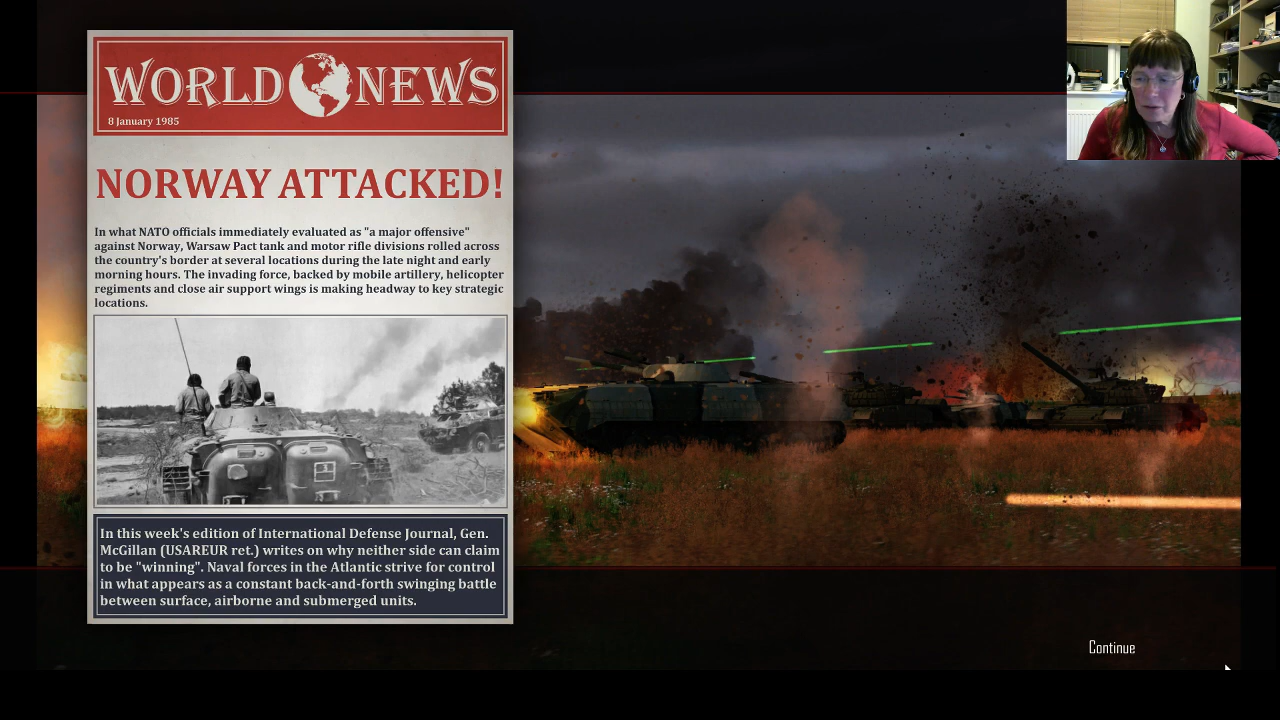 WORLD NEWS
8 January 1985
NORWAY ATTACKED!
In what NATO officials immediately evaluated as "a major offensive"
against Norway, Warsaw Pact tank and motor rifle divisions rolled across
the country's border at several locations during the late night and early
morning hours. The invading force, backed by mobile artillery, helicopter
regiments and close air support wings is making headway to key strategic
locations.
In this week's edition of International Defense Journal, Gen.
McGillan (USAREUR ret.) writes on why neither side can claim
to be "winning". Naval forces in the Atlantic strive for control
in what appears as a constant back-and-forth swinging battle
between surface, airborne and submerged units.
Continue